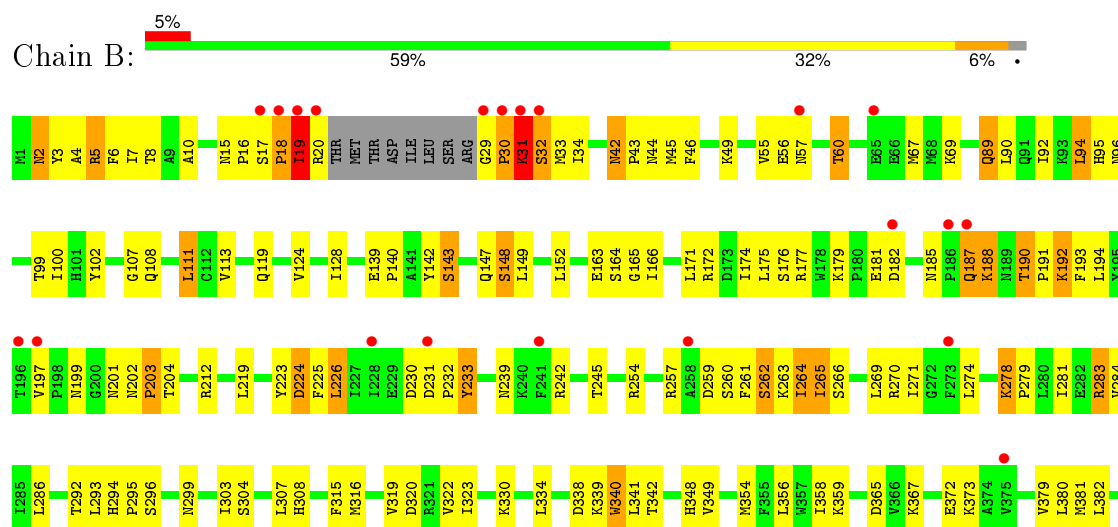 5%
Chain B:
59% 32% 6% •
M1 N2 Y3 A4 R5 F6 I7 T8 A9 A10 N15 P16 S17 P18 I19 R20 THR MET THR ASP ILE LEU SER ARG G29 P30 K31 S32 M33 I34 N42 P43 N44 M45 F46 K49 V55 E56 N57 T60 E65 E66 M67 M68 K69 Q89 L90 Q91 I92 K93 L94 H95 N96
T99 I100 H101 Y102 G107 Q108 L111 C112 V113 Q119 V124 I128 E139 P140 A141 Y142 S143 Q147 S148 L149 L152 E163 S164 G165 I166 L171 R172 D173 I174 L175 S176 R177 W178 K179 P180 E181 D182 N185 P186 Q187 K188 N189 T190 P191 K192 F193 L194 Y195
T196 V197 P198 N199 G200 N201 N202 P203 T204 R212 L219 Y223 D224 F225 L226 I227 I228 E229 D230 D231 P232 Y233 N239 K240 F241 R242 T245 R254 R257 A258 D259 S260 F261 S262 K263 I264 I265 S266 L269 R270 I271 G272 F273 L274 K278 P279 L280 I281 E282 R283 V284
I285 L286 T292 L293 H294 P295 S296 N299 I303 S304 L307 H308 F315 M316 V319 D320 R321 V322 I323 K330 L334 D338 K339 W340 L341 T342 H348 V349 M354 F355 L356 W357 I358 K359 D365 V366 K367 E372 K373 A374 V375 V379 L380 M381 L382